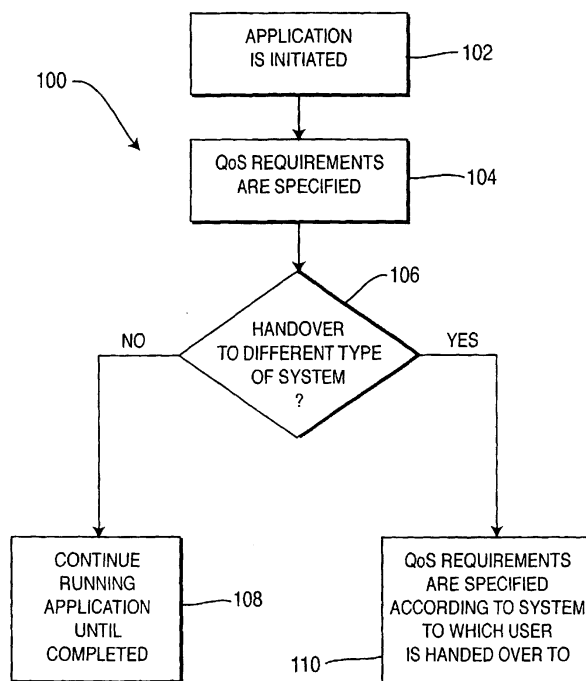 APPLICATION
IS INITIATED
102
100
QoS REQUIREMENTS
ARE SPECIFIED
104
106
HANDOVER
TO DIFFERENT TYPE
OF SYSTEM
?
NO
YES
CONTINUE
RUNNING
APPLICATION
UNTIL
COMPLETED
108
QoS REQUIREMENTS
ARE SPECIFIED
ACCORDING TO SYSTEM
TO WHICH USER
IS HANDED OVER TO
110